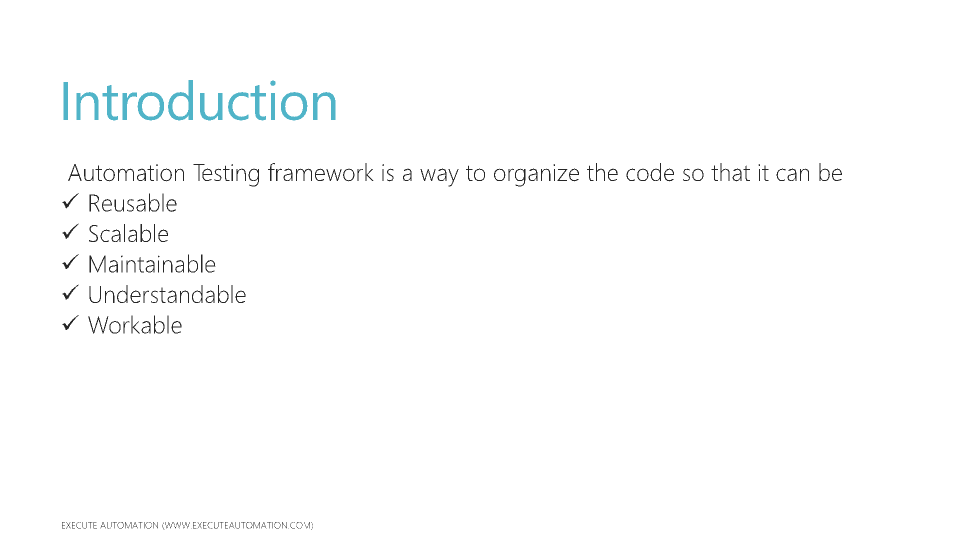 Introduction
Automation Testing framework is a way to organize the code so that it can be
✓ Reusable
✓ Scalable
✓ Maintainable
✓ Understandable
✓ Workable
EXECUTE AUTOMATION (WWW.EXECUTEAUTOMATION.COM)